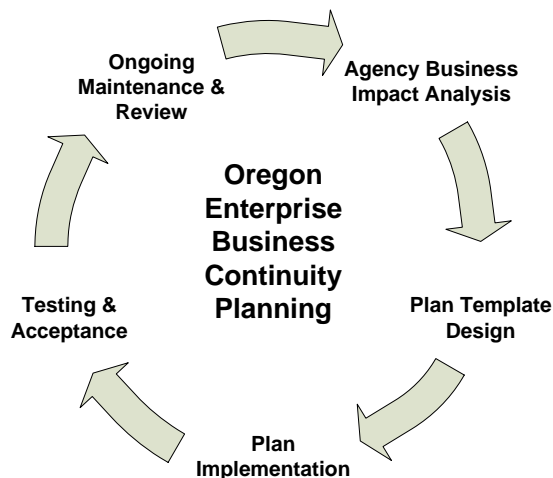 Ongoing
Maintenance &
Review
Agency Business
Impact Analysis
Oregon
Enterprise
Business
Continuity
Planning
Testing &
Acceptance
Plan Template
Design
Plan
Implementation